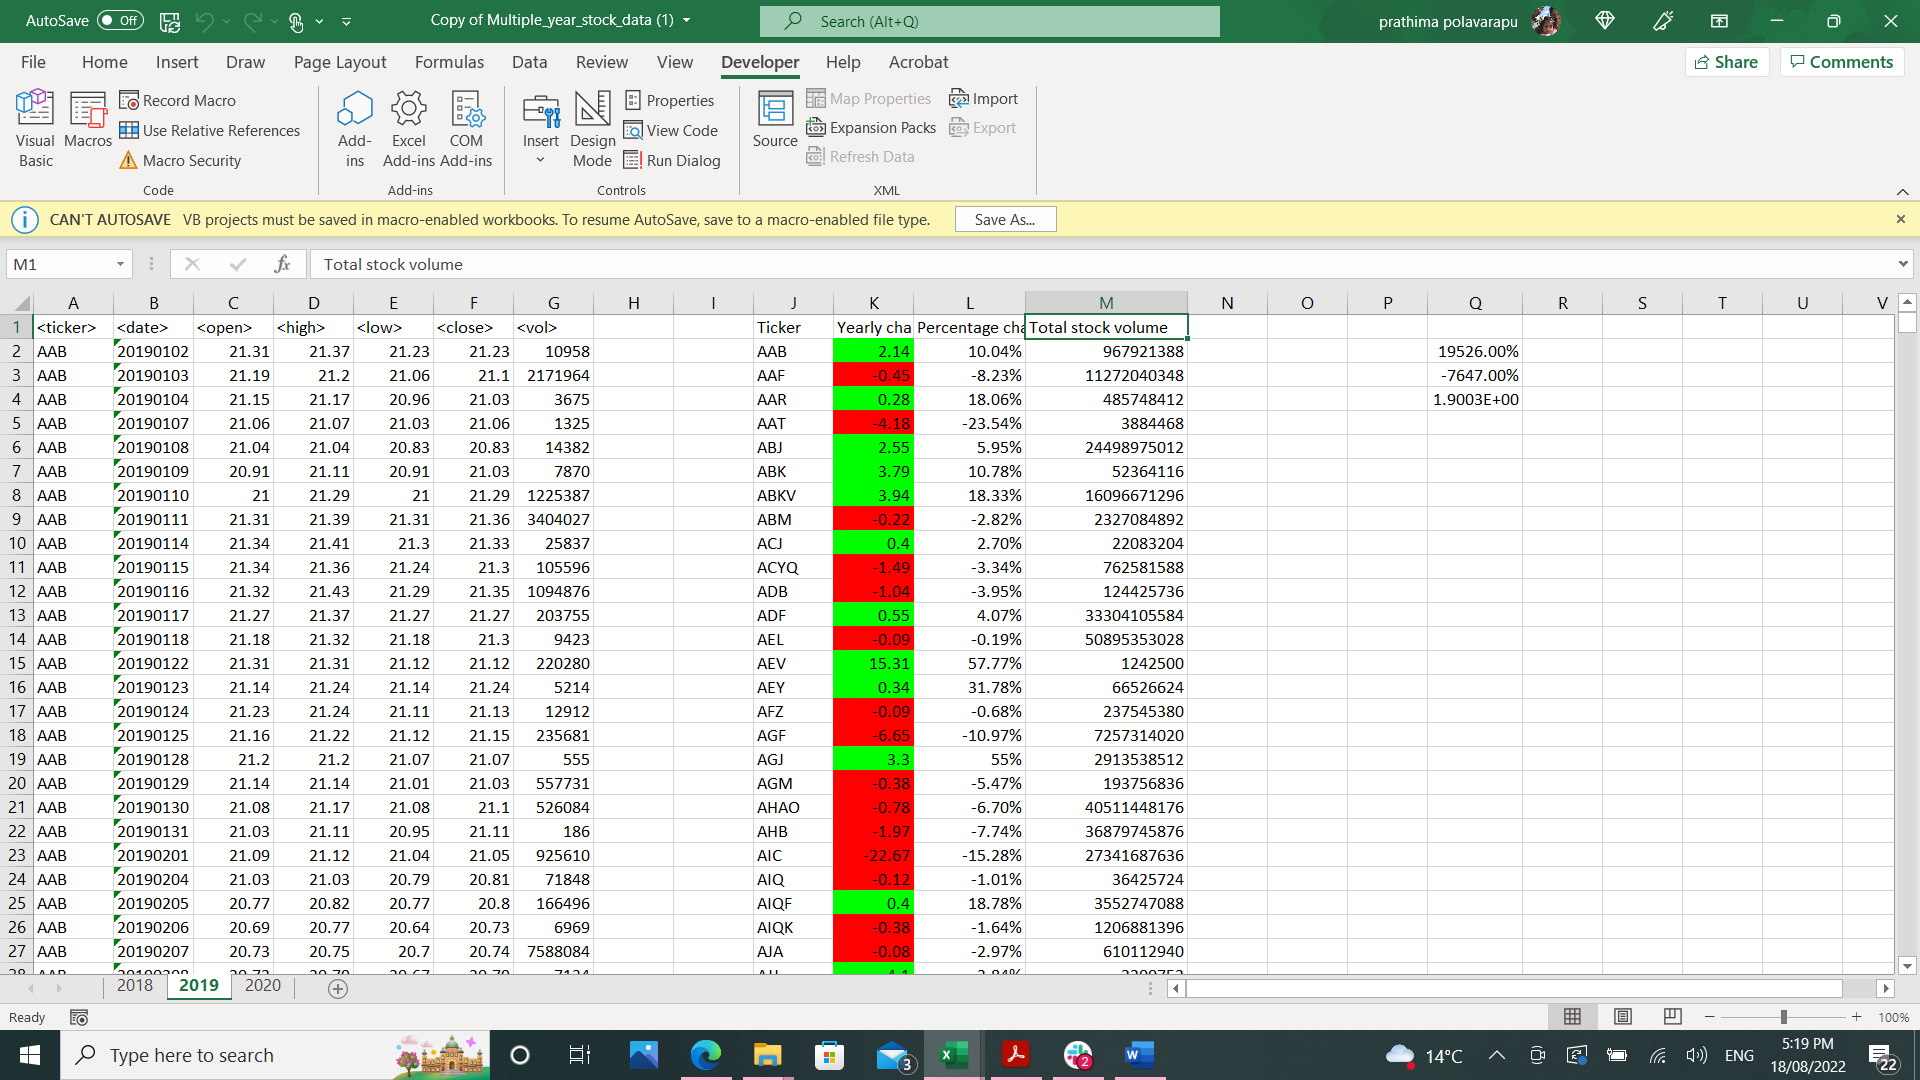 AutoSave Off Copy of Multiple_year_stock_data (1) Search (Alt+Q) prathima polavarapu
File Home Insert Draw Page Layout Formulas Data Review View Developer Help Acrobat Share Comments
Visual Basic Macros Record Macro Use Relative References Macro Security Code
Add-ins Excel Add-ins COM Add-ins Add-ins
Insert Design Mode Properties View Code Run Dialog Controls
Source Map Properties Expansion Packs Refresh Data Import Export XML
CAN'T AUTOSAVE VB projects must be saved in macro-enabled workbooks. To resume AutoSave, save to a macro-enabled file type. Save As...
M1 fx Total stock volume
A B C D E F G H I J K L M N O P Q R S T U V
1 <ticker> <date> <open> <high> <low> <close> <vol> Ticker Yearly cha Percentage cha Total stock volume
2 AAB 20190102 21.31 21.37 21.23 21.23 10958 AAB 2.14 10.04% 967921388 19526.00%
3 AAB 20190103 21.19 21.2 21.06 21.1 2171964 AAF -0.45 -8.23% 11272040348 -7647.00%
4 AAB 20190104 21.15 21.17 20.96 21.03 3675 AAR 0.28 18.06% 485748412 1.9003E+00
5 AAB 20190107 21.06 21.07 21.03 21.06 1325 AAT -4.18 -23.54% 3884468
6 AAB 20190108 21.04 21.04 20.83 20.83 14382 ABJ 2.55 5.95% 24498975012
7 AAB 20190109 20.91 21.11 20.91 21.03 7870 ABK 3.79 10.78% 52364116
8 AAB 20190110 21 21.29 21 21.29 1225387 ABKV 3.94 18.33% 16096671296
9 AAB 20190111 21.31 21.39 21.31 21.36 3404027 ABM -0.22 -2.82% 2327084892
10 AAB 20190114 21.34 21.41 21.3 21.33 25837 ACJ 0.4 2.70% 22083204
11 AAB 20190115 21.34 21.36 21.24 21.3 105596 ACYQ -1.49 -3.34% 762581588
12 AAB 20190116 21.32 21.43 21.29 21.35 1094876 ADB -1.04 -3.95% 124425736
13 AAB 20190117 21.27 21.37 21.27 21.27 203755 ADF 0.55 4.07% 33304105584
14 AAB 20190118 21.18 21.32 21.18 21.3 9423 AEL -0.09 -0.19% 50895353028
15 AAB 20190122 21.31 21.31 21.12 21.12 220280 AEV 15.31 57.77% 1242500
16 AAB 20190123 21.14 21.24 21.14 21.24 5214 AEY 0.34 31.78% 66526624
17 AAB 20190124 21.23 21.24 21.11 21.13 12912 AFZ -0.09 -0.68% 237545380
18 AAB 20190125 21.16 21.22 21.12 21.15 235681 AGF -6.65 -10.97% 7257314020
19 AAB 20190128 21.2 21.2 21.07 21.07 555 AGJ 3.3 55% 2913538512
20 AAB 20190129 21.14 21.14 21.01 21.03 557731 AGM -0.38 -5.47% 193756836
21 AAB 20190130 21.08 21.17 21.08 21.1 526084 AHAO -0.78 -6.70% 40511448176
22 AAB 20190131 21.03 21.11 20.95 21.11 186 AHB -1.97 -7.74% 36879745876
23 AAB 20190201 21.09 21.12 21.04 21.05 925610 AIC -22.67 -15.28% 27341687636
24 AAB 20190204 21.03 21.03 20.79 20.81 71848 AIQ -0.12 -1.01% 36425724
25 AAB 20190205 20.77 20.82 20.77 20.8 166496 AIQF 0.4 18.78% 3552747088
26 AAB 20190206 20.69 20.77 20.64 20.73 6969 AIQK -0.38 -1.64% 1206881396
27 AAB 20190207 20.73 20.75 20.7 20.74 7588084 AJA -0.08 -2.97% 610112940
2018 2019 2020
Ready 100%
Type here to search 3 2 14°C ENG 5:19 PM 18/08/2022 22